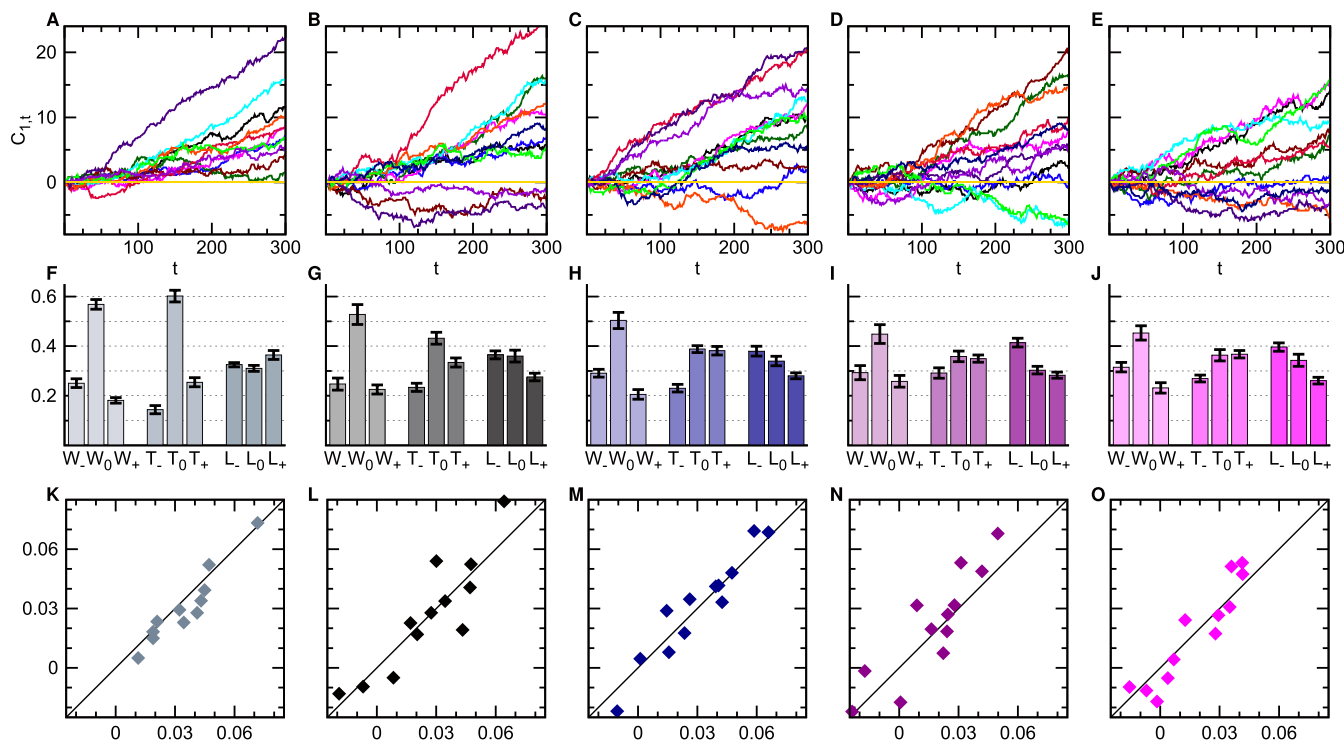 A B C D E
C1,t
20
10
0
100 200 300 100 200 300 100 200 300 100 200 300 100 200 300
t t t t t
F G H I J
0.6
0.4
0.2
W- W0 W+ T- T0 T+ L- L0 L+ W- W0 W+ T- T0 T+ L- L0 L+ W- W0 W+ T- T0 T+ L- L0 L+ W- W0 W+ T- T0 T+ L- L0 L+ W- W0 W+ T- T0 T+ L- L0 L+
K L M N O
0.06
0.03
0
0 0.03 0.06 0 0.03 0.06 0 0.03 0.06 0 0.03 0.06 0 0.03 0.06